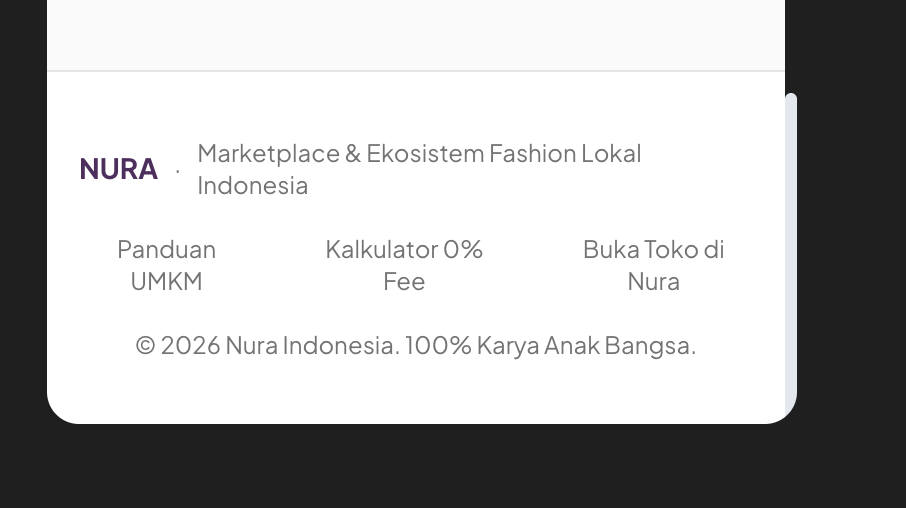 NURA · Marketplace & Ekosistem Fashion Lokal
Indonesia
Panduan UMKM
Kalkulator 0% Fee
Buka Toko di Nura
© 2026 Nura Indonesia. 100% Karya Anak Bangsa.